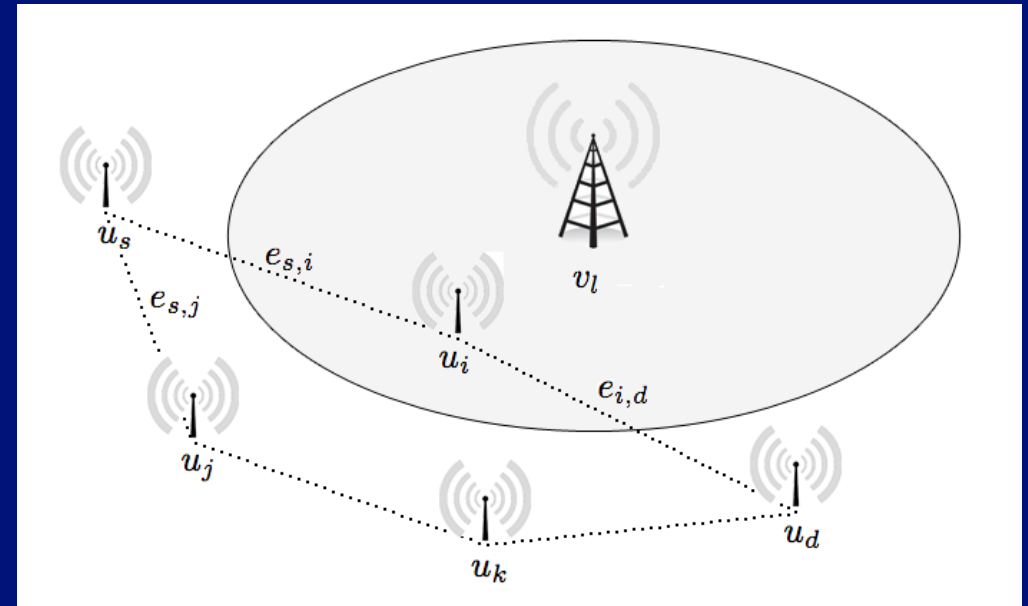 u_s
v_l
e_{s,i}
e_{s,j}
u_i
e_{i,d}
u_j
u_d
u_k